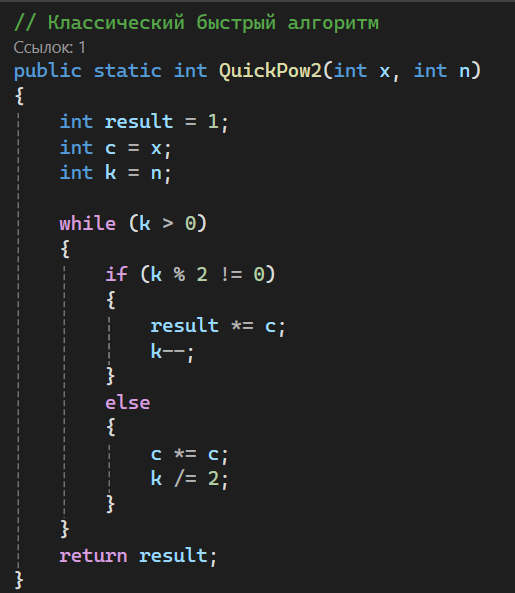 // Классический быстрый алгоритм
Ссылок: 1
public static int QuickPow2(int x, int n)
{
    int result = 1;
    int c = x;
    int k = n;

    while (k > 0)
    {
        if (k % 2 != 0)
        {
            result *= c;
            k--;
        }
        else
        {
            c *= c;
            k /= 2;
        }
    }
    return result;
}